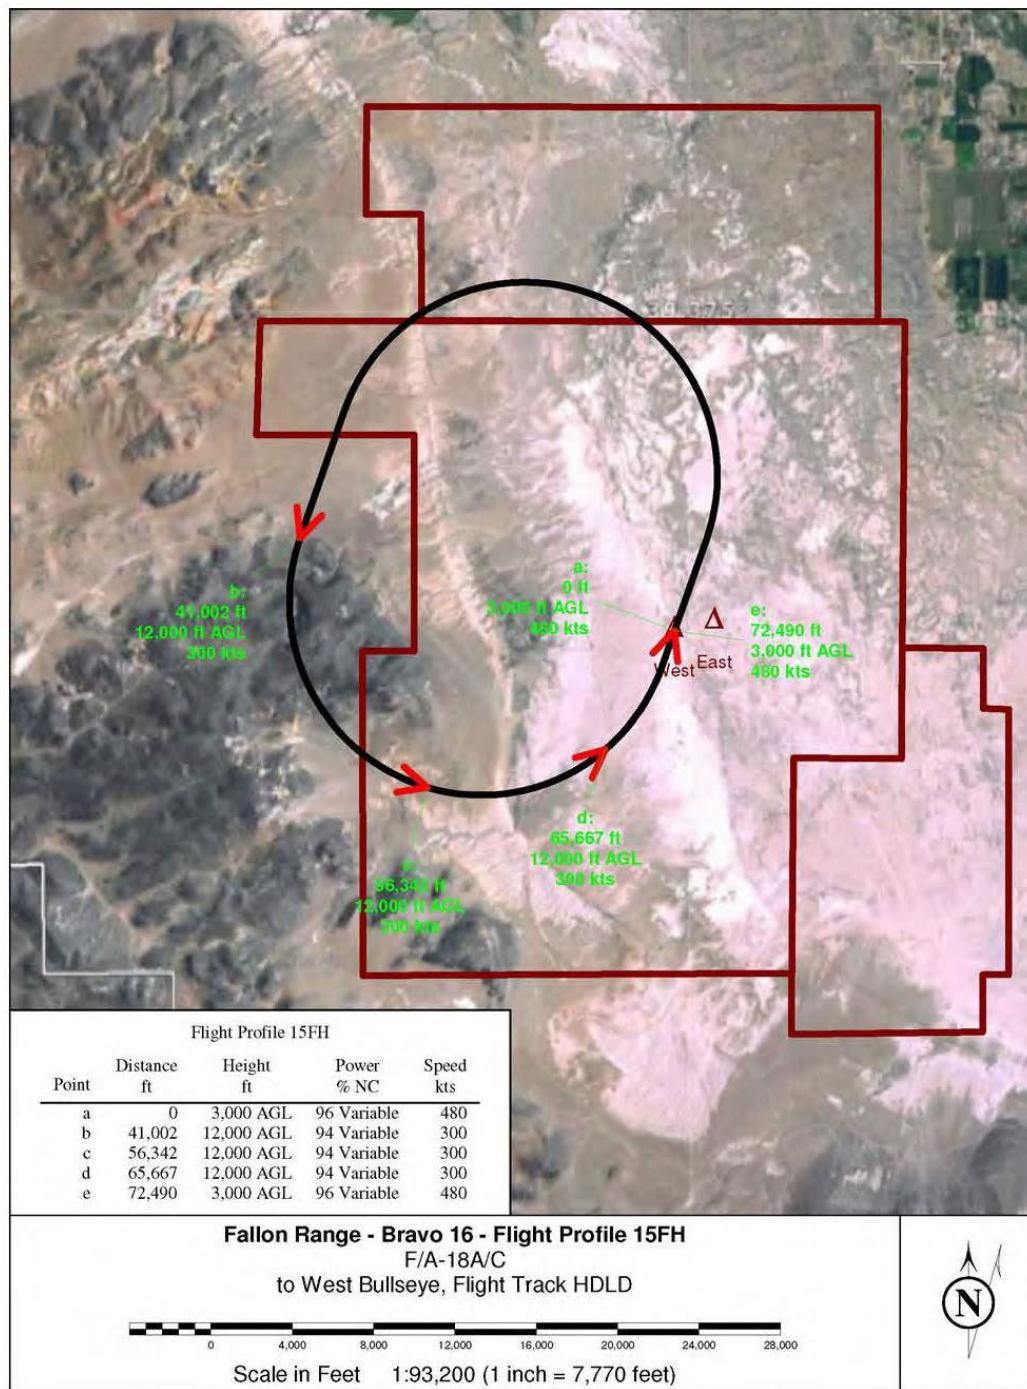 39.375
a:
0 ft
3,000 ft AGL
480 kts
b:
41,002 ft
12,000 ft AGL
300 kts
e:
72,490 ft
3,000 ft AGL
480 kts
West East
d:
65,667 ft
12,000 ft AGL
300 kts
c:
56,342 ft
12,000 ft AGL
300 kts
Flight Profile 15FH
Point Distance ft Height ft Power % NC Speed kts
a 0 3,000 AGL 96 Variable 480
b 41,002 12,000 AGL 94 Variable 300
c 56,342 12,000 AGL 94 Variable 300
d 65,667 12,000 AGL 94 Variable 300
e 72,490 3,000 AGL 96 Variable 480
Fallon Range - Bravo 16 - Flight Profile 15FH
F/A-18A/C
to West Bullseye, Flight Track HDLD
0 4,000 8,000 12,000 16,000 20,000 24,000 28,000
Scale in Feet 1:93,200 (1 inch = 7,770 feet)
N